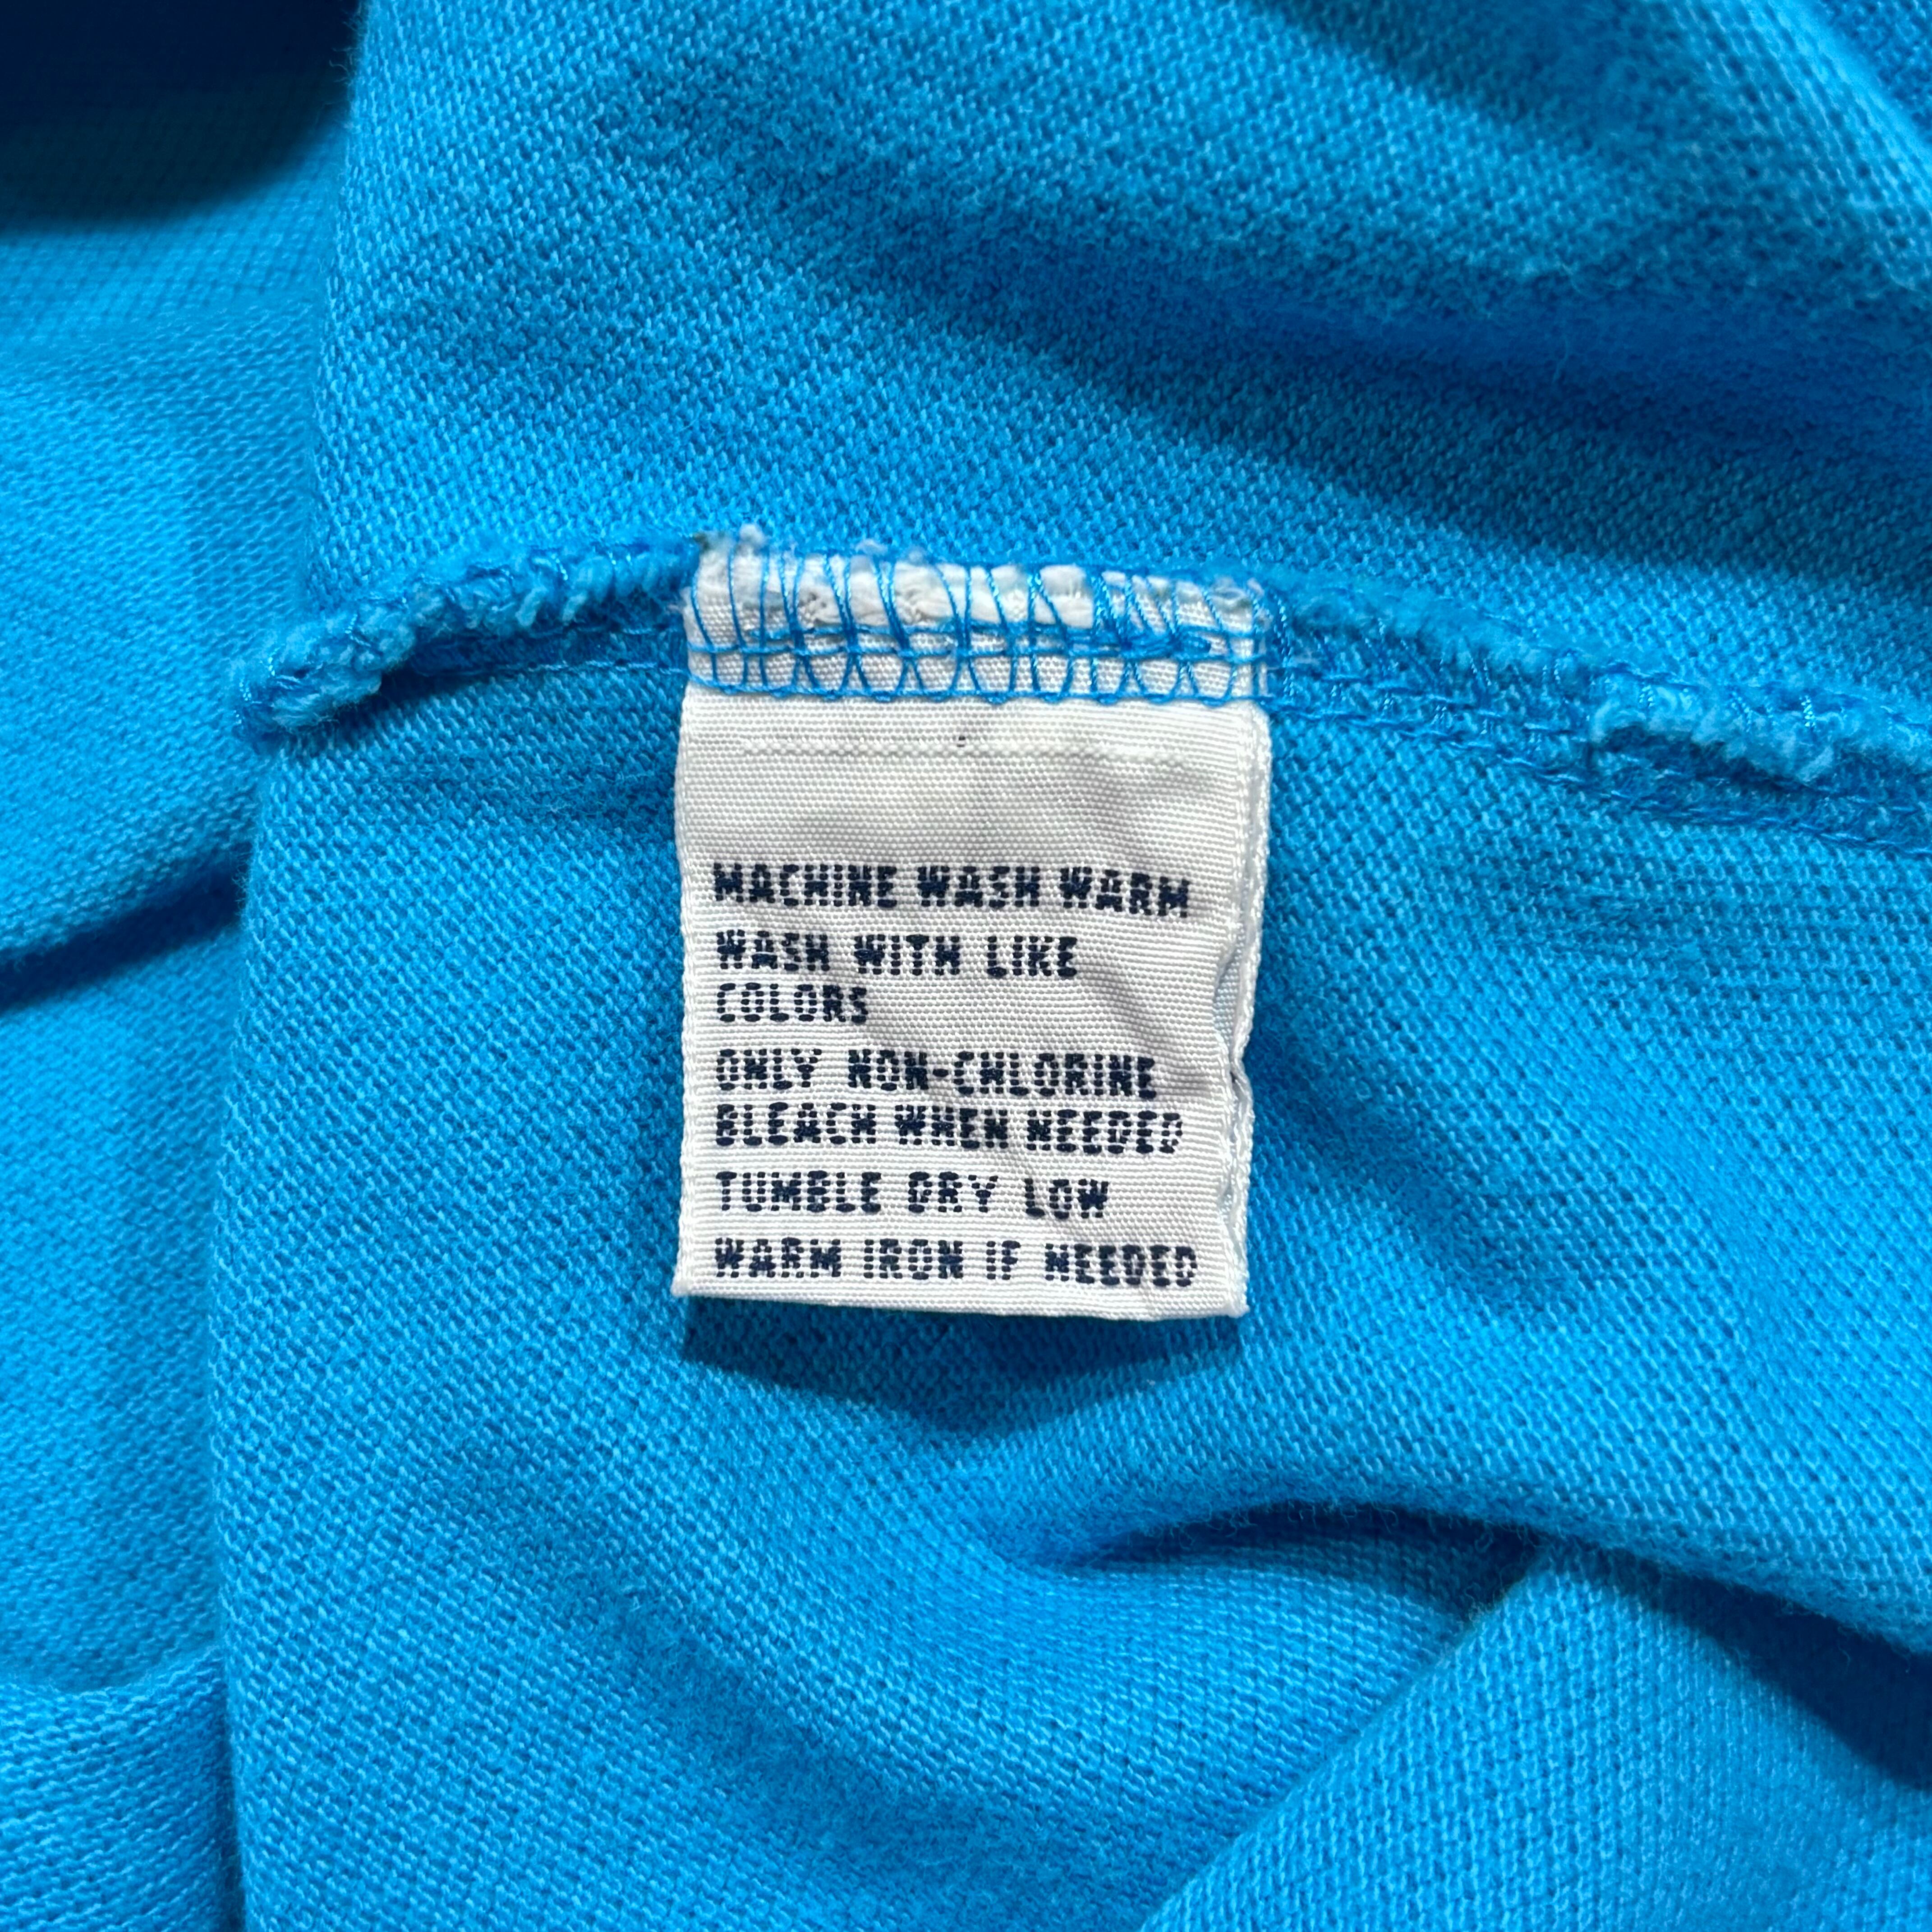 MACHINE WASH WARM
WASH WITH LIKE
COLORS
ONLY NON-CHLORINE
BLEACH WHEN NEEDED
TUMBLE DRY LOW
WARM IRON IF NEEDED